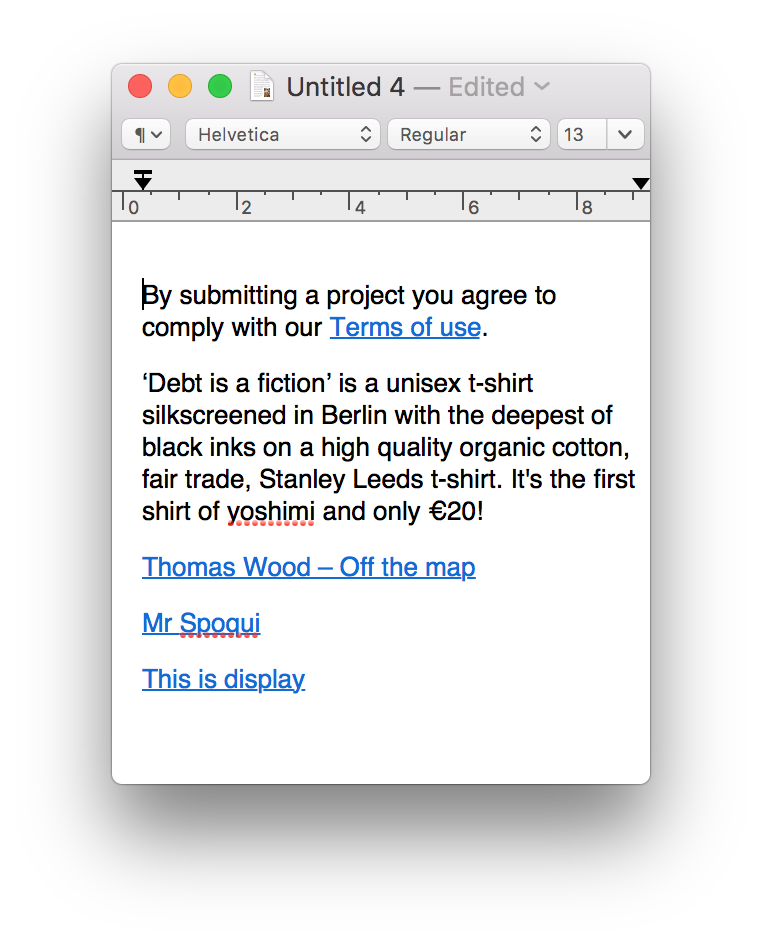 Untitled 4 — Edited
¶ Helvetica Regular 13
0 2 4 6 8
By submitting a project you agree to
comply with our Terms of use.
‘Debt is a fiction’ is a unisex t-shirt
silkscreened in Berlin with the deepest of
black inks on a high quality organic cotton,
fair trade, Stanley Leeds t-shirt. It's the first
shirt of yoshimi and only €20!
Thomas Wood – Off the map
Mr Spoqui
This is display